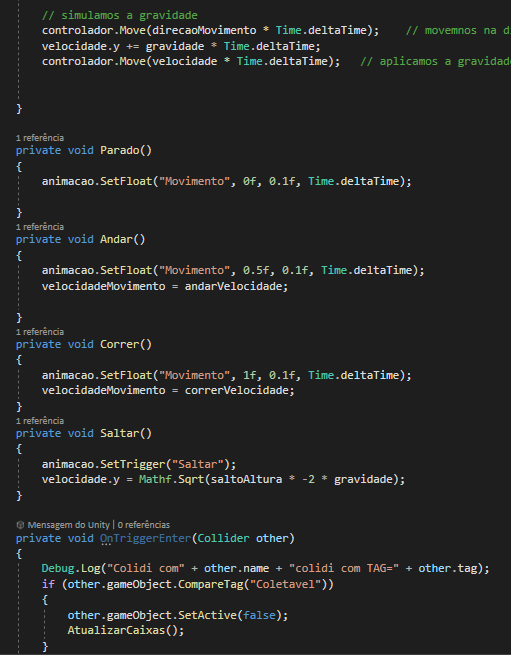 // simulamos a gravidade
controlador.Move(direcaoMovimento * Time.deltaTime);    // movemnos na d
velocidade.y += gravidade * Time.deltaTime;
controlador.Move(velocidade * Time.deltaTime);   // aplicamos a gravidade
}
1 referência
private void Parado()
{
animacao.SetFloat("Movimento", 0f, 0.1f, Time.deltaTime);
}
1 referência
private void Andar()
{
animacao.SetFloat("Movimento", 0.5f, 0.1f, Time.deltaTime);
velocidadeMovimento = andarVelocidade;
}
1 referência
private void Correr()
{
animacao.SetFloat("Movimento", 1f, 0.1f, Time.deltaTime);
velocidadeMovimento = correrVelocidade;
}
1 referência
private void Saltar()
{
animacao.SetTrigger("Saltar");
velocidade.y = Mathf.Sqrt(saltoAltura * -2 * gravidade);
}
Mensagem do Unity | 0 referências
private void OnTriggerEnter(Collider other)
{
Debug.Log("Colidi com" + other.name + "colidi com TAG=" + other.tag);
if (other.gameObject.CompareTag("Coletavel"))
{
other.gameObject.SetActive(false);
AtualizarCaixas();
}